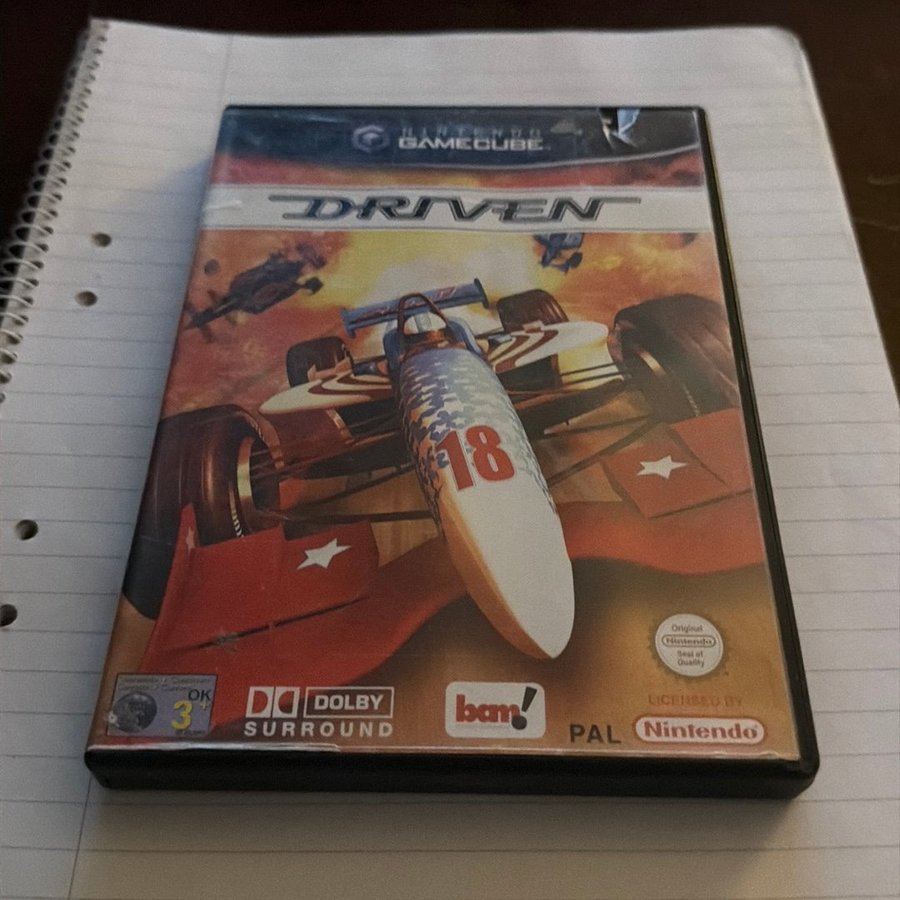 NINTENDO
GAMECUBE
DRIVEN
18
Original
Nintendo
Seal of
Quality
OK
3+
DOLBY
SURROUND
bam!
PAL
LICENSED BY
Nintendo